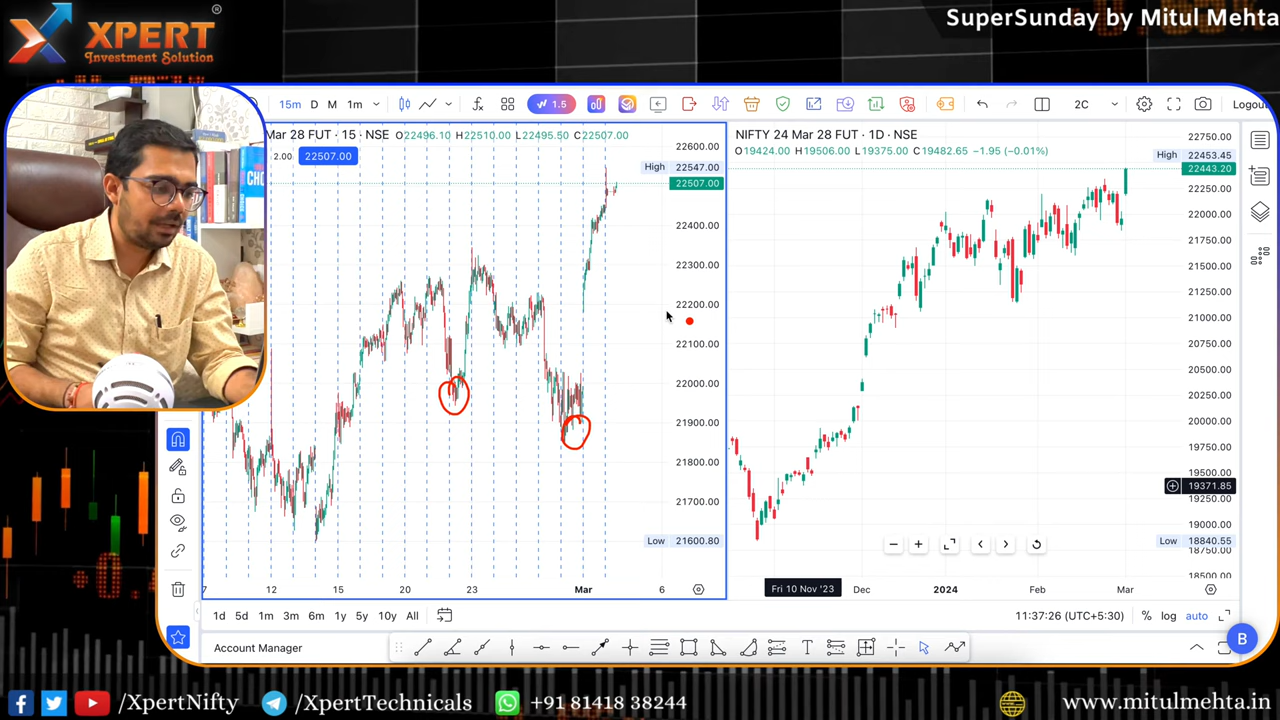 XPERT
®
Investment Solution
SuperSunday by Mitul Mehta
15m D M 1m 1.5 2C Logout
Mar 28 FUT · 15 · NSE O22496.10 H22510.00 L22495.50 C22507.00
2.00 22507.00
22600.00
High 22547.00
22507.00
22400.00
22300.00
22200.00
22100.00
22000.00
21900.00
21800.00
21700.00
Low 21600.80
7 12 15 20 23 Mar 6
NIFTY 24 Mar 28 FUT · 1D · NSE
O19424.00 H19506.00 L19375.00 C19482.65 −1.95 (−0.01%)
22750.00
High 22453.45
22443.20
22250.00
22000.00
21750.00
21500.00
21250.00
21000.00
20750.00
20500.00
20250.00
20000.00
19750.00
19500.00
19371.85
19250.00
19000.00
Low 18840.55
18750.00
18500.00
Fri 10 Nov '23 Dec 2024 Feb Mar
1d 5d 1m 3m 6m 1y 5y 10y All
11:37:26 (UTC+5:30) % log auto
Account Manager
T
B
/XpertNifty /XpertTechnicals +91 81418 38244 www.mitulmehta.in